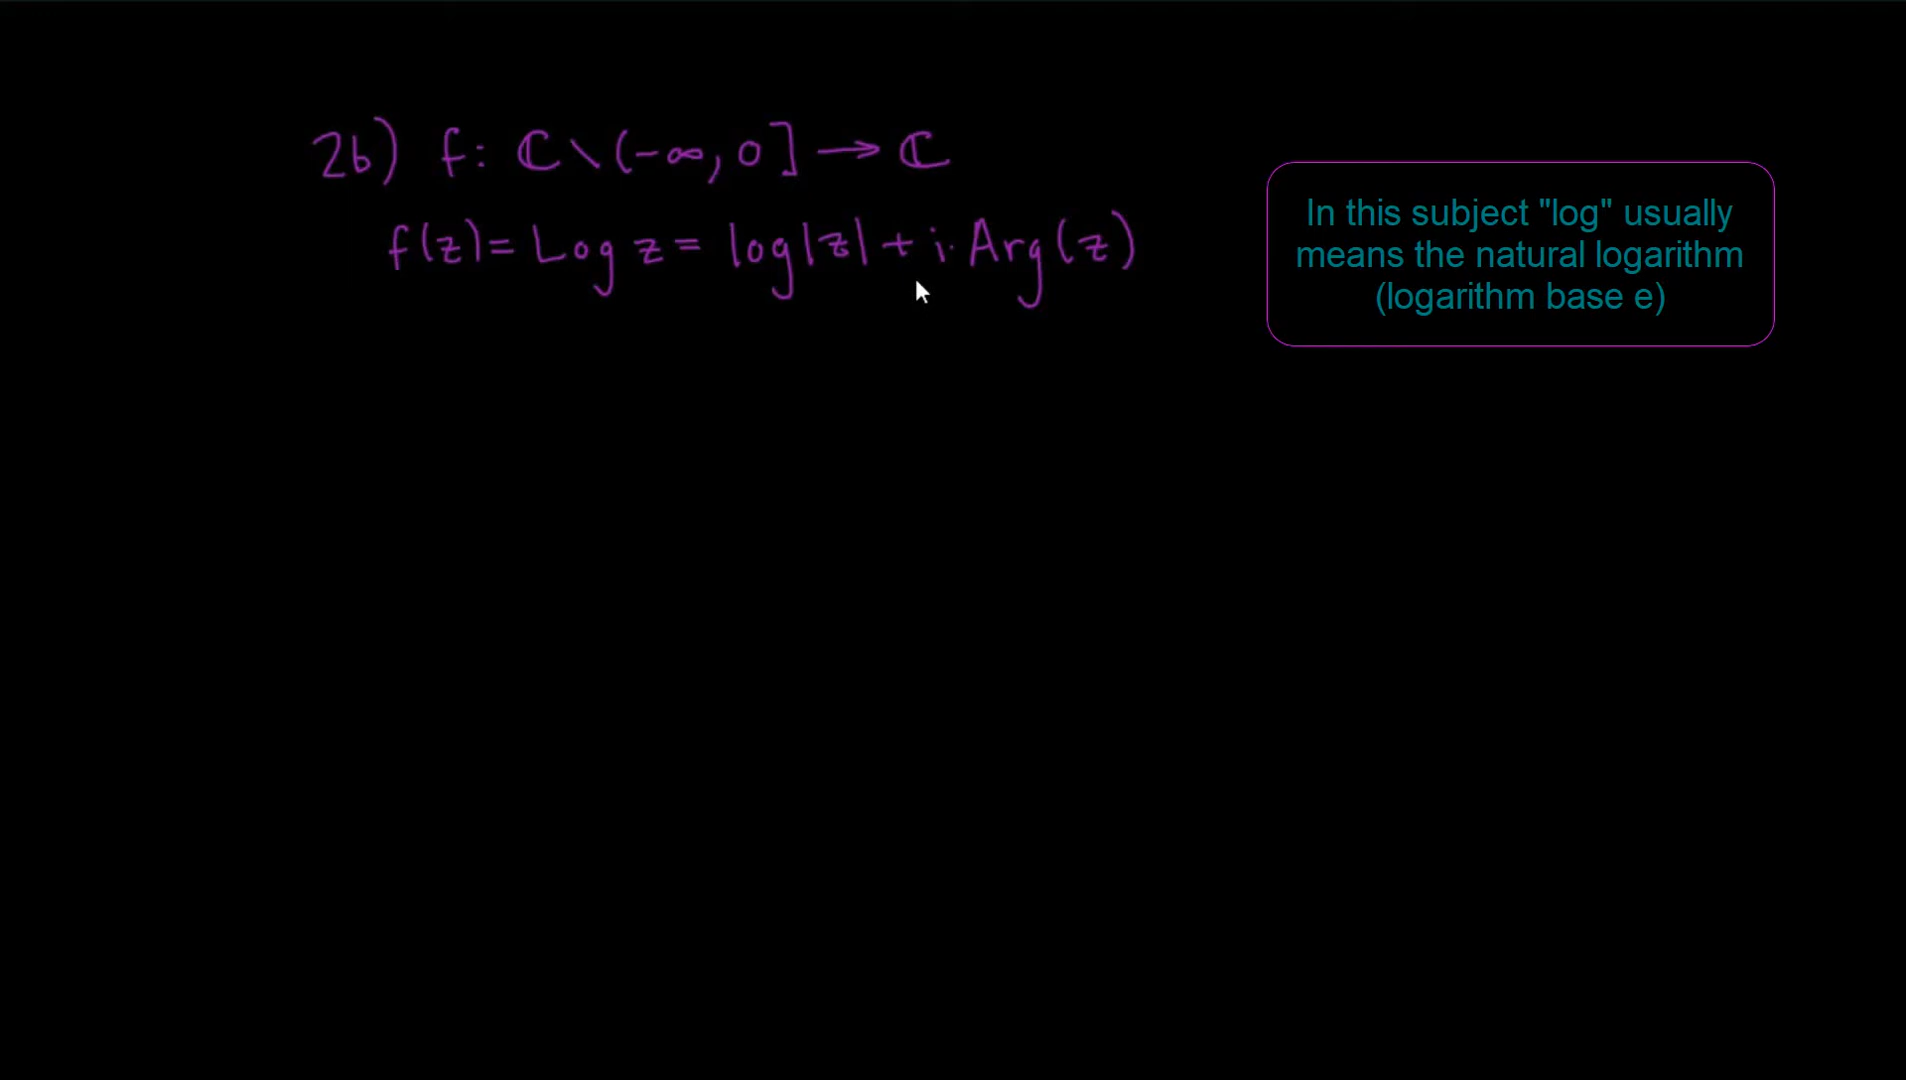 2b) f: ℂ \ (-∞, 0] → ℂ
f(z) = Log z = log|z| + i· Arg(z)
In this subject "log" usually
means the natural logarithm
(logarithm base e)